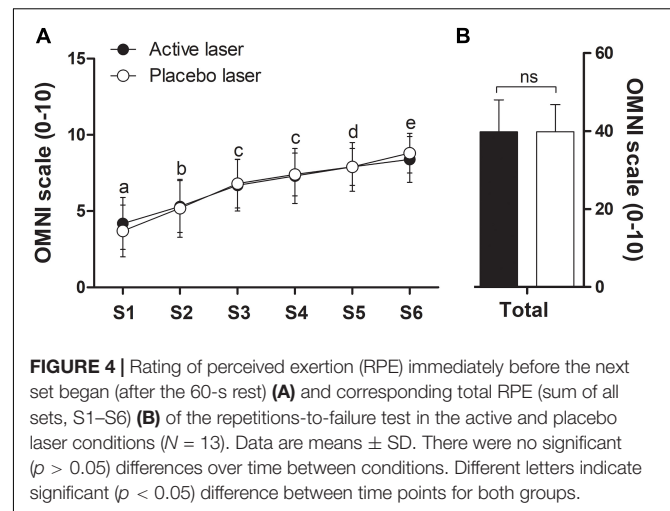 A
B
Active laser
Placebo laser
15
10
5
0
OMNI scale (0-10)
a
b
c
c
d
e
S1 S2 S3 S4 S5 S6
ns
60
40
20
0
OMNI scale (0-10)
Total
FIGURE 4 | Rating of perceived exertion (RPE) immediately before the next
set began (after the 60-s rest) (A) and corresponding total RPE (sum of all
sets, S1–S6) (B) of the repetitions-to-failure test in the active and placebo
laser conditions (N = 13). Data are means ± SD. There were no significant
(p > 0.05) differences over time between conditions. Different letters indicate
significant (p < 0.05) difference between time points for both groups.